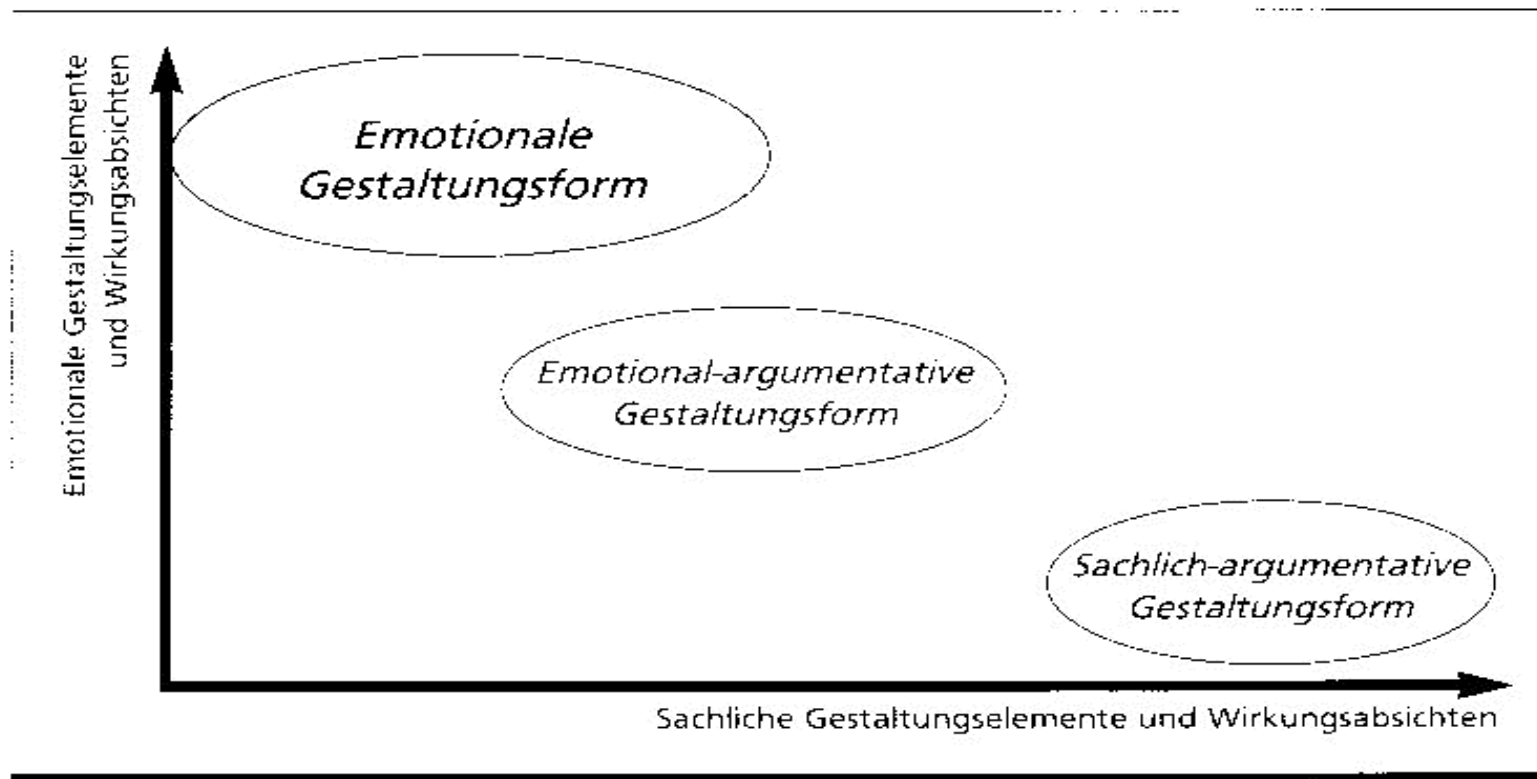 Emotionale Gestaltungselemente
und Wirkungsabsichten
Emotionale
Gestaltungsform
Emotional-argumentative
Gestaltungsform
Sachlich-argumentative
Gestaltungsform
Sachliche Gestaltungselemente und Wirkungsabsichten